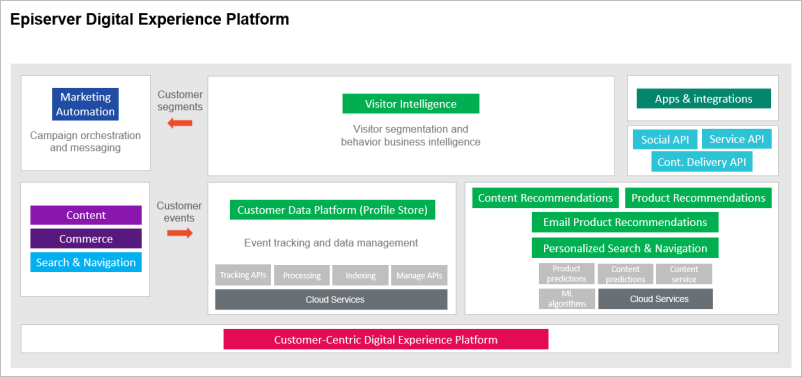 Episerver Digital Experience Platform
Marketing
Automation
Campaign orchestration
and messaging
Customer
segments
Visitor Intelligence
Visitor segmentation and
behavior business intelligence
Apps & integrations
Social API
Service API
Cont. Delivery API
Content
Commerce
Search & Navigation
Customer
events
Customer Data Platform (Profile Store)
Event tracking and data management
Tracking APIs
Processing
Indexing
Manage APIs
Cloud Services
Content Recommendations
Product Recommendations
Email Product Recommendations
Personalized Search & Navigation
Product
predictions
Content
predictions
Content
service
ML
algorithms
Cloud Services
Customer-Centric Digital Experience Platform